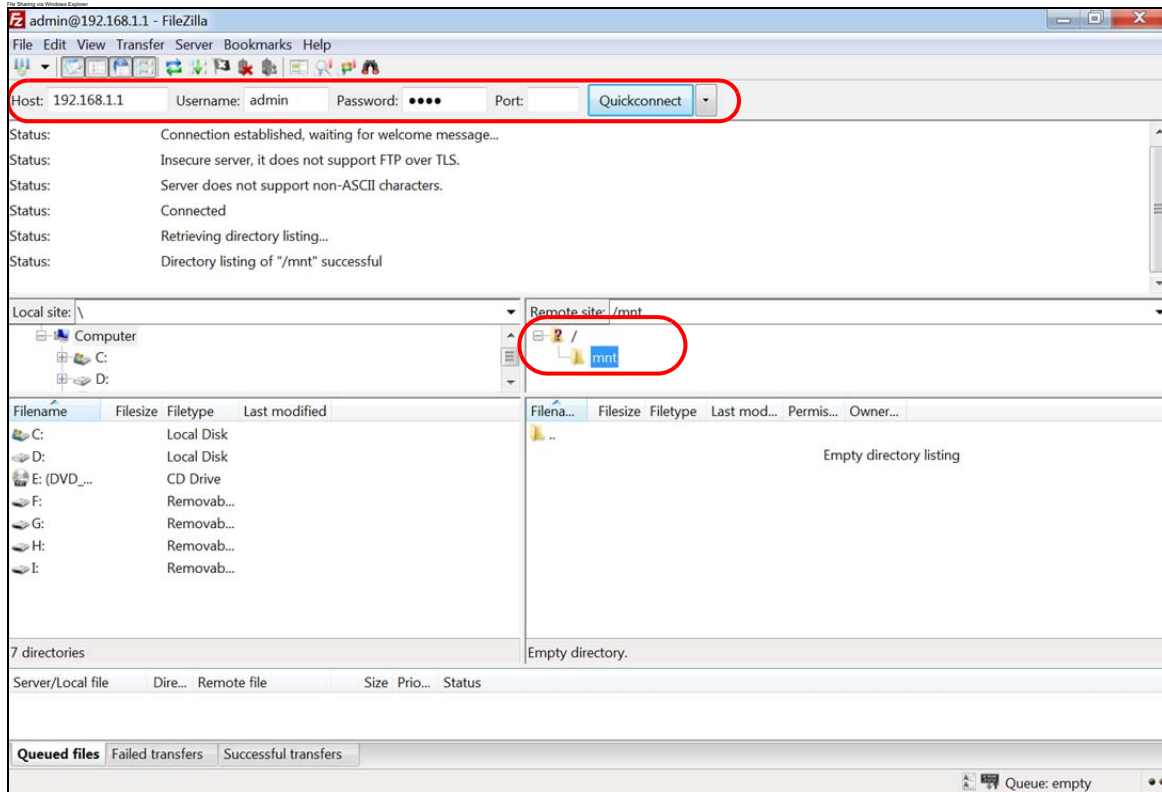 File Sharing via Windows Explorer
admin@192.168.1.1 - FileZilla
File Edit View Transfer Server Bookmarks Help
Host: 192.168.1.1 Username: admin Password: ●●●● Port: Quickconnect
Status: Connection established, waiting for welcome message...
Status: Insecure server, it does not support FTP over TLS.
Status: Server does not support non-ASCII characters.
Status: Connected
Status: Retrieving directory listing...
Status: Directory listing of "/mnt" successful
Local site: \
Computer
C:
D:
Remote site: /mnt
/
mnt
Filename Filesize Filetype Last modified
C: Local Disk
D: Local Disk
E: (DVD_... CD Drive
F: Removab...
G: Removab...
H: Removab...
I: Removab...
7 directories
Filena... Filesize Filetype Last mod... Permis... Owner...
..
Empty directory listing
Empty directory.
Server/Local file Dire... Remote file Size Prio... Status
Queued files Failed transfers Successful transfers
Queue: empty